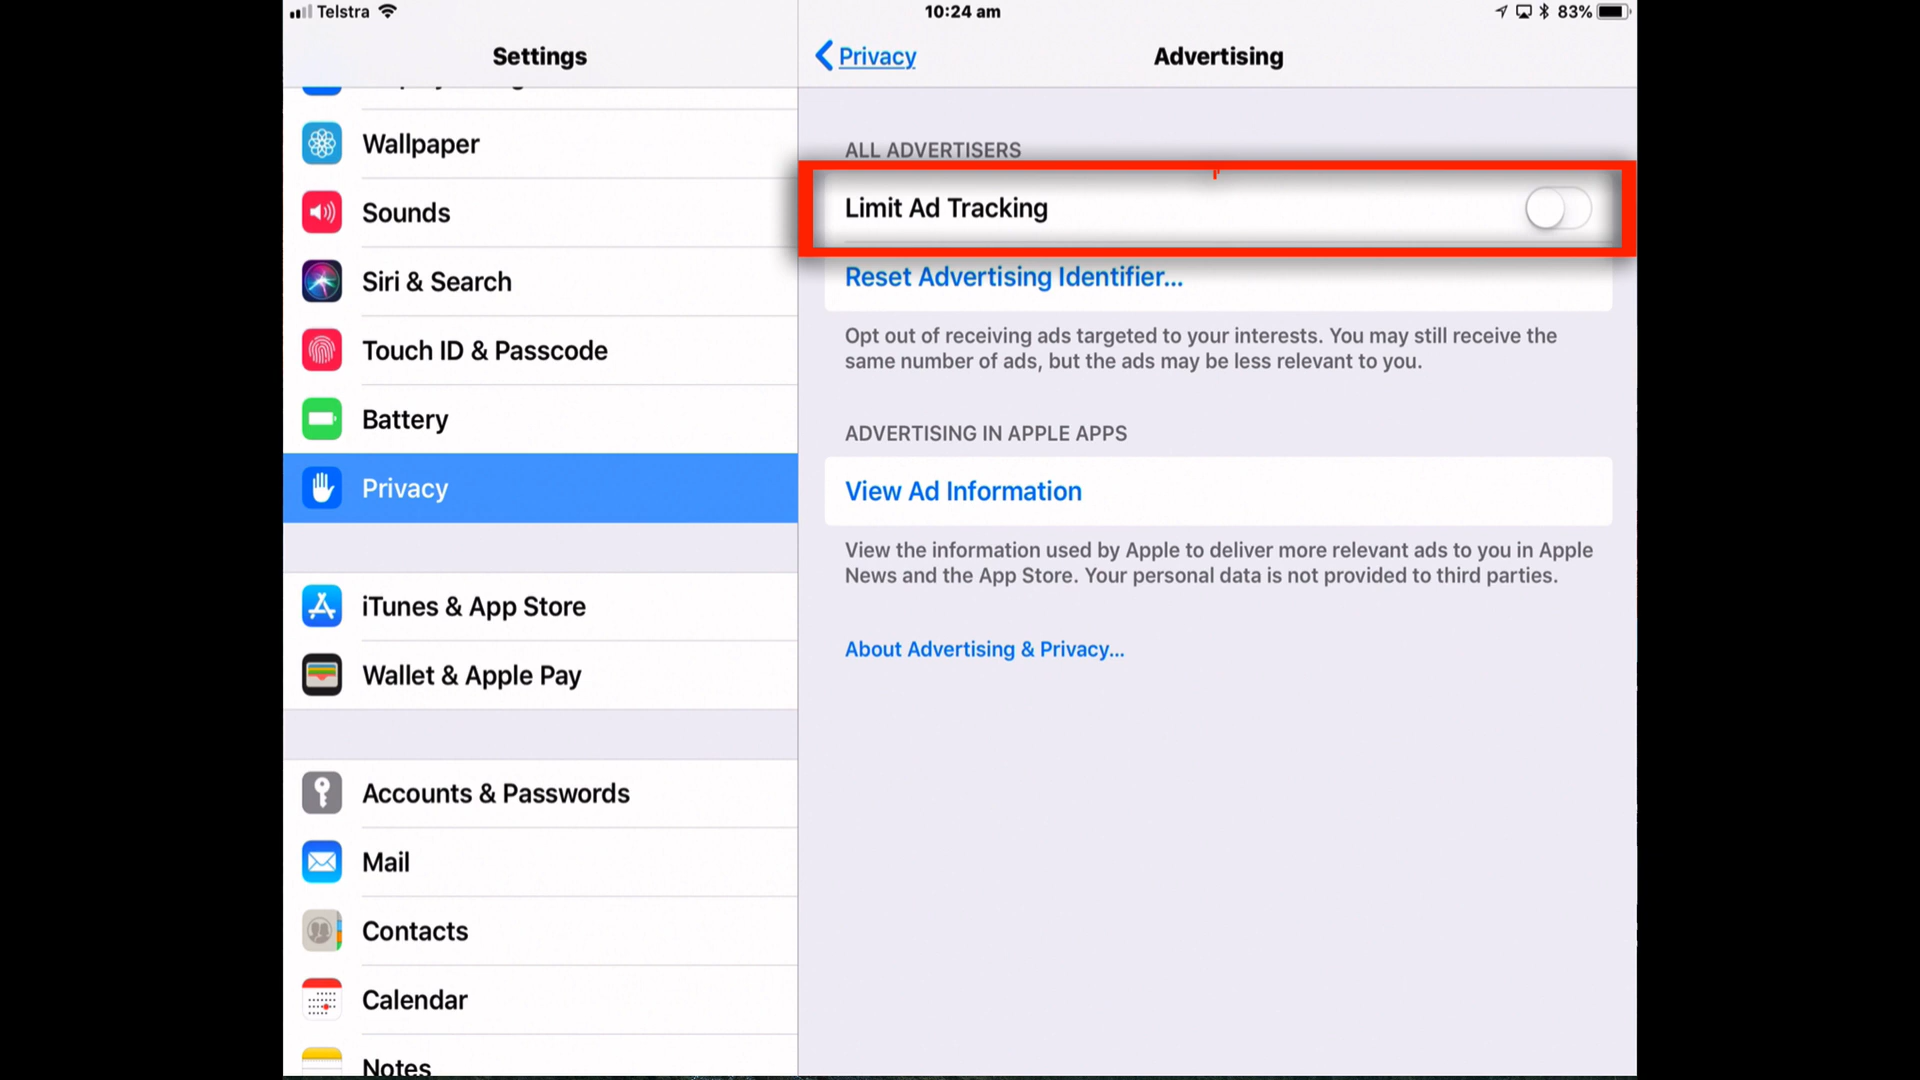 Telstra
10:24 am
83%
Settings
Privacy
Advertising
Wallpaper
Sounds
Siri & Search
Touch ID & Passcode
Battery
Privacy
iTunes & App Store
Wallet & Apple Pay
Accounts & Passwords
Mail
Contacts
Calendar
Notes
ALL ADVERTISERS
Limit Ad Tracking
Reset Advertising Identifier...
Opt out of receiving ads targeted to your interests. You may still receive the
same number of ads, but the ads may be less relevant to you.
ADVERTISING IN APPLE APPS
View Ad Information
View the information used by Apple to deliver more relevant ads to you in Apple
News and the App Store. Your personal data is not provided to third parties.
About Advertising & Privacy...